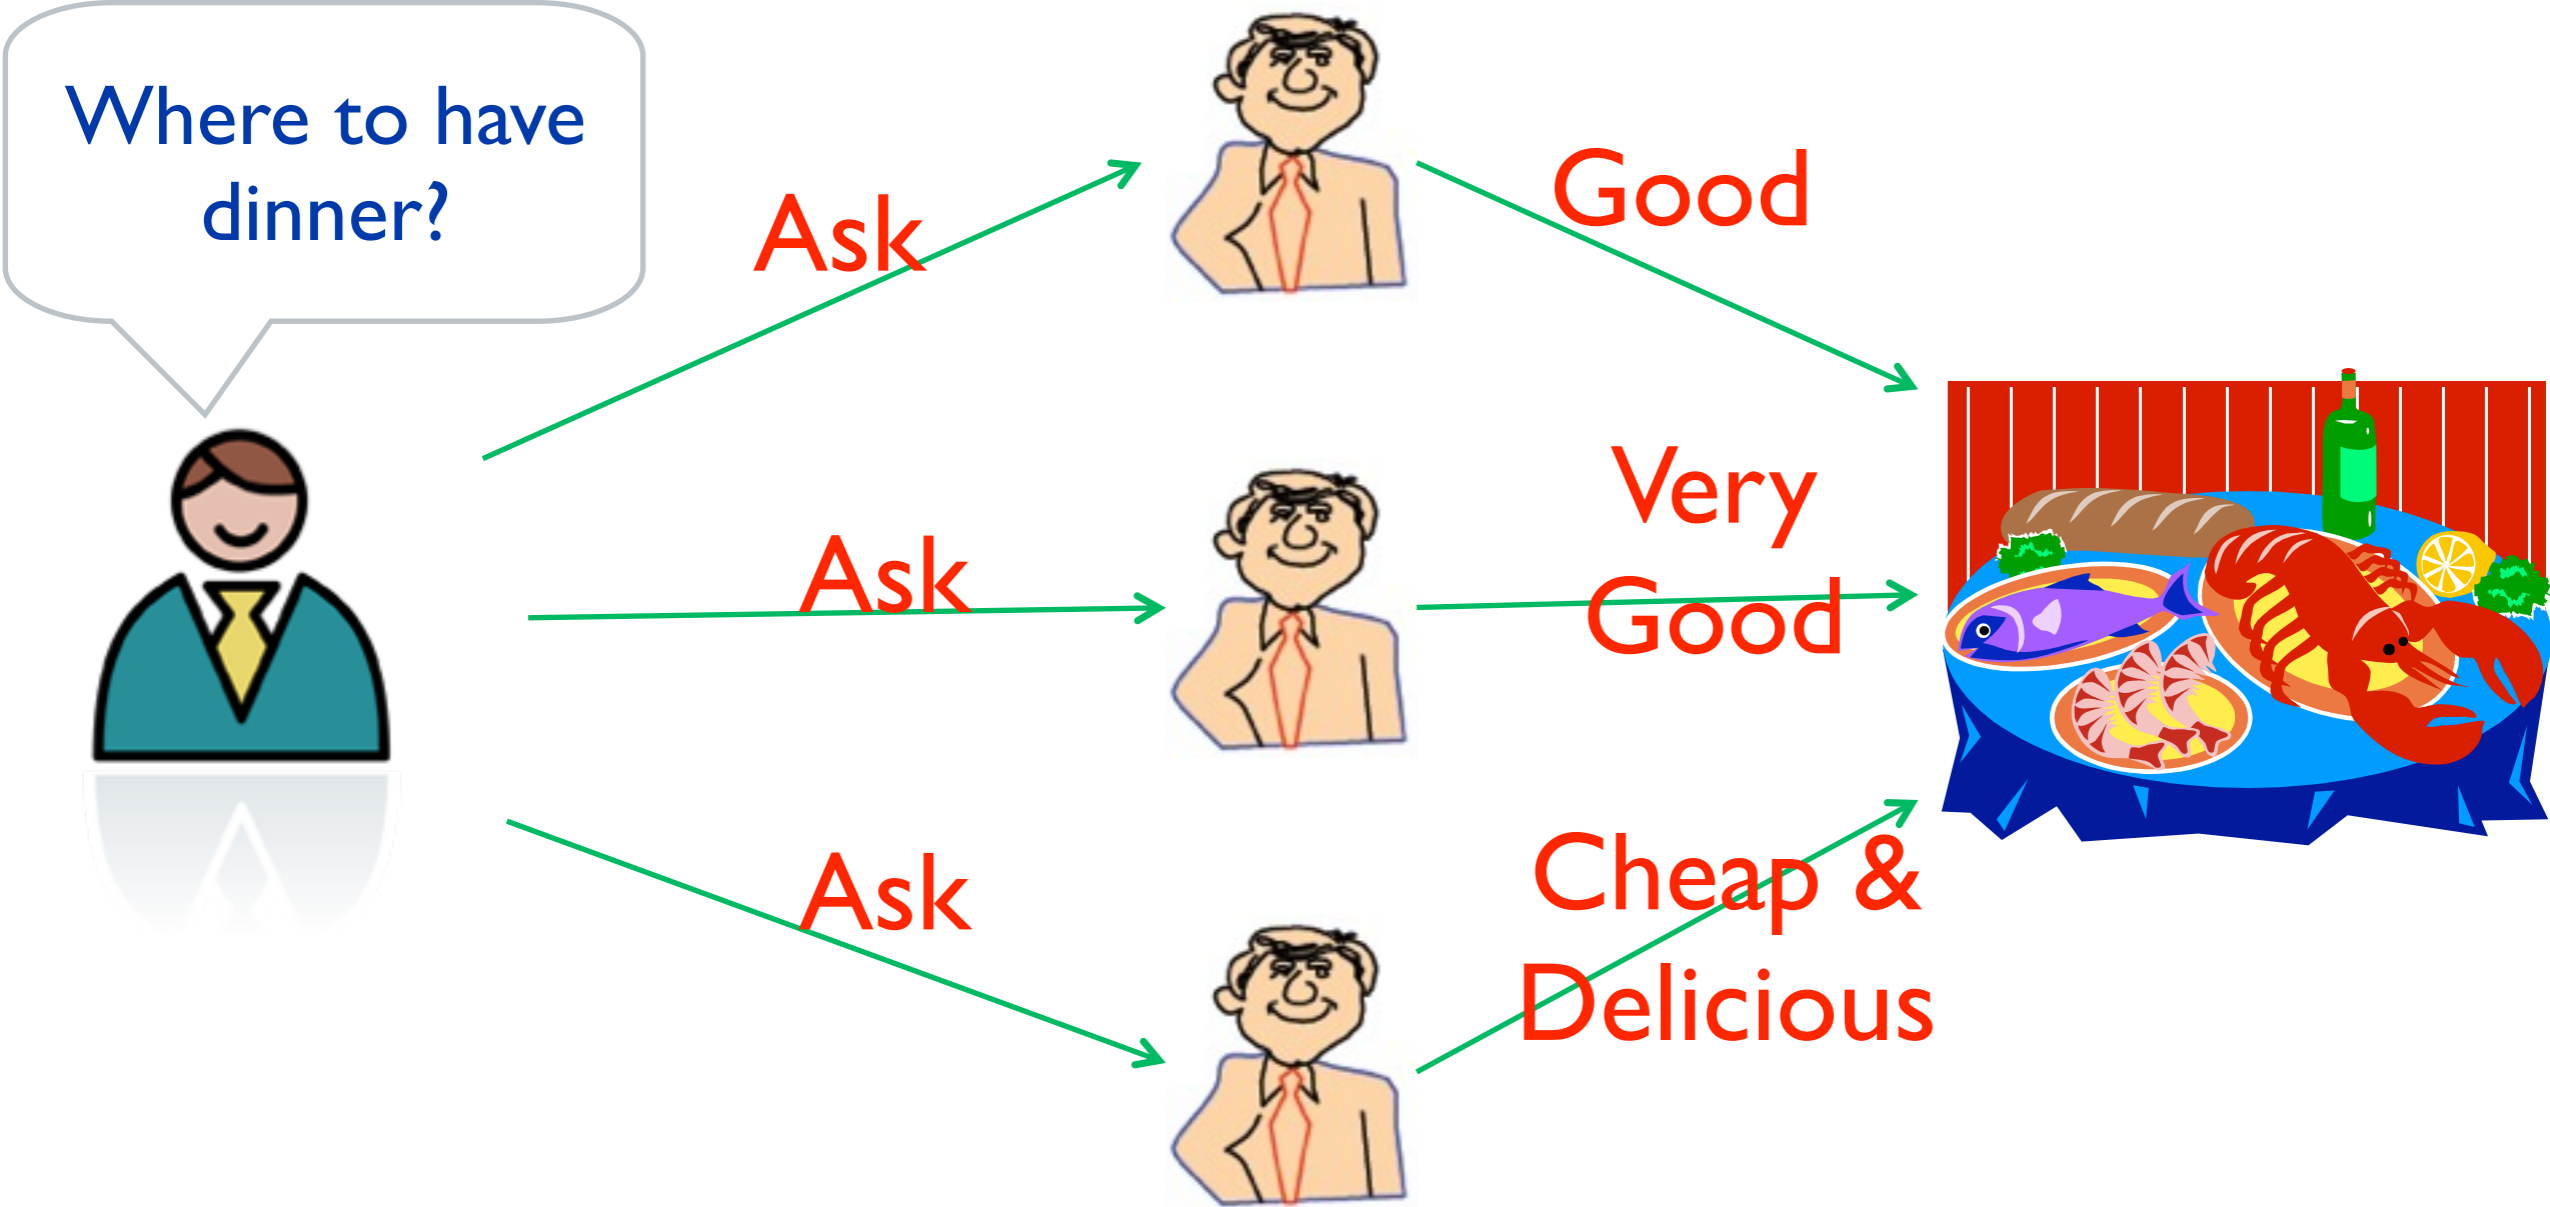 Where to have
dinner?
Ask
Good
Ask
Very
Good
Ask
Cheap &
Delicious